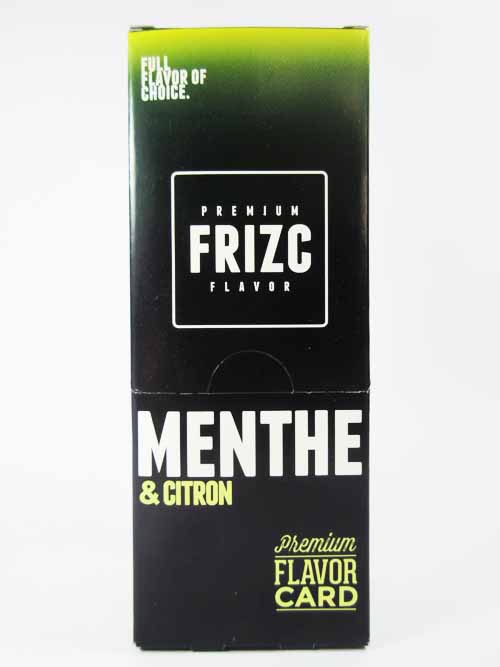 FULL
FLAVOR OF
CHOICE.
PREMIUM
FRIZC
FLAVOR
MENTHE
& CITRON
Premium
FLAVOR
CARD